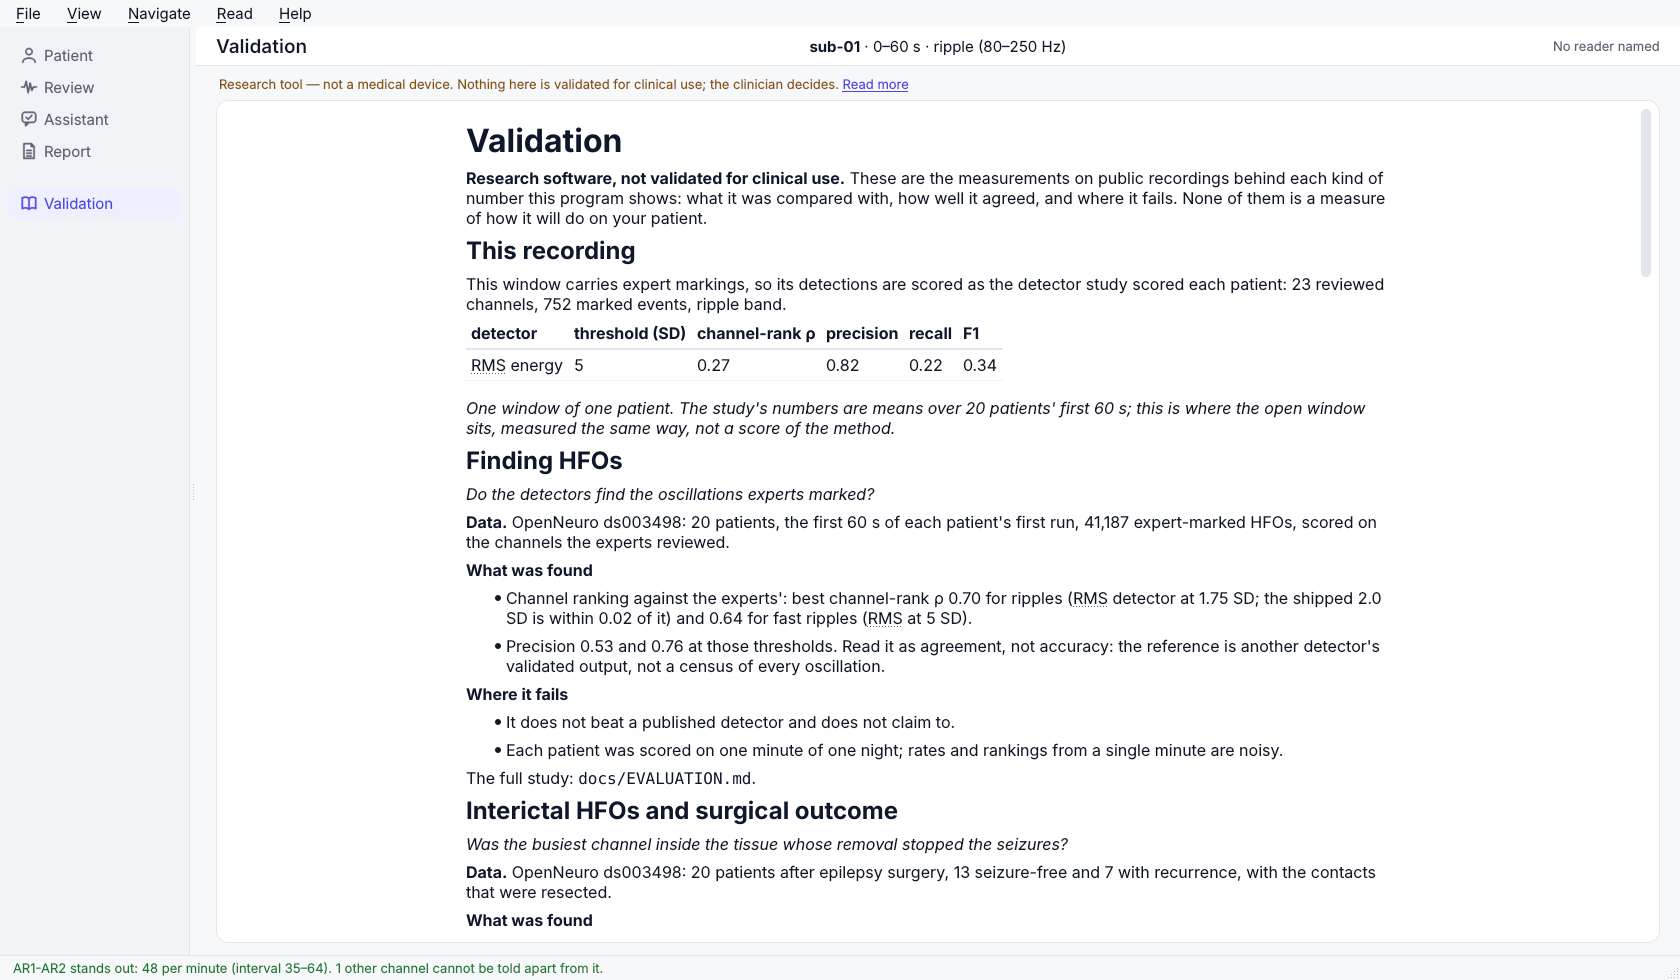 File View Navigate Read Help
Patient
Review
Assistant
Report
Validation
Validation
sub-01 · 0–60 s · ripple (80–250 Hz)
No reader named
Research tool — not a medical device. Nothing here is validated for clinical use; the clinician decides. Read more
Validation
Research software, not validated for clinical use. These are the measurements on public recordings behind each kind of
number this program shows: what it was compared with, how well it agreed, and where it fails. None of them is a measure
of how it will do on your patient.
This recording
This window carries expert markings, so its detections are scored as the detector study scored each patient: 23 reviewed
channels, 752 marked events, ripple band.
detector threshold (SD) channel-rank ρ precision recall F1
RMS energy 5 0.27 0.82 0.22 0.34
One window of one patient. The study's numbers are means over 20 patients' first 60 s; this is where the open window
sits, measured the same way, not a score of the method.
Finding HFOs
Do the detectors find the oscillations experts marked?
Data. OpenNeuro ds003498: 20 patients, the first 60 s of each patient's first run, 41,187 expert-marked HFOs, scored on
the channels the experts reviewed.
What was found
• Channel ranking against the experts': best channel-rank ρ 0.70 for ripples (RMS detector at 1.75 SD; the shipped 2.0
SD is within 0.02 of it) and 0.64 for fast ripples (RMS at 5 SD).
• Precision 0.53 and 0.76 at those thresholds. Read it as agreement, not accuracy: the reference is another detector's
validated output, not a census of every oscillation.
Where it fails
• It does not beat a published detector and does not claim to.
• Each patient was scored on one minute of one night; rates and rankings from a single minute are noisy.
The full study: docs/EVALUATION.md.
Interictal HFOs and surgical outcome
Was the busiest channel inside the tissue whose removal stopped the seizures?
Data. OpenNeuro ds003498: 20 patients after epilepsy surgery, 13 seizure-free and 7 with recurrence, with the contacts
that were resected.
What was found
AR1-AR2 stands out: 48 per minute (interval 35–64). 1 other channel cannot be told apart from it.